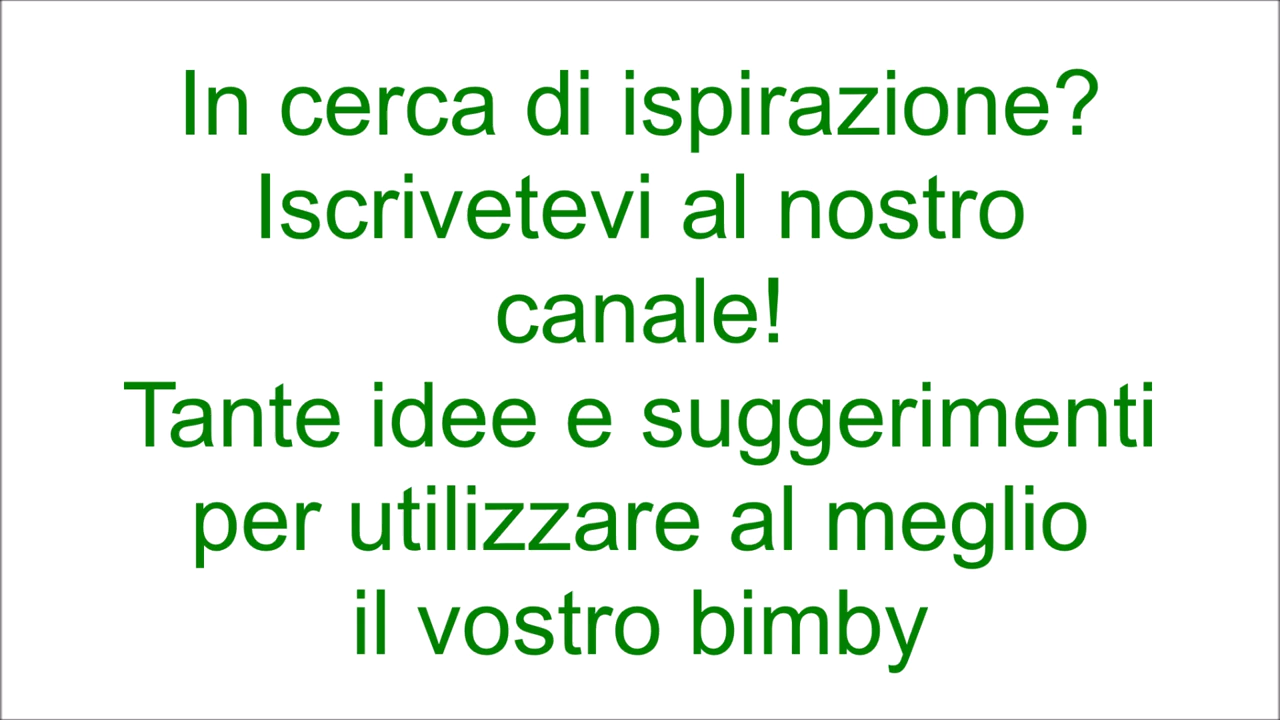 In cerca di ispirazione?
Iscrivetevi al nostro
canale!
Tante idee e suggerimenti
per utilizzare al meglio
il vostro bimby